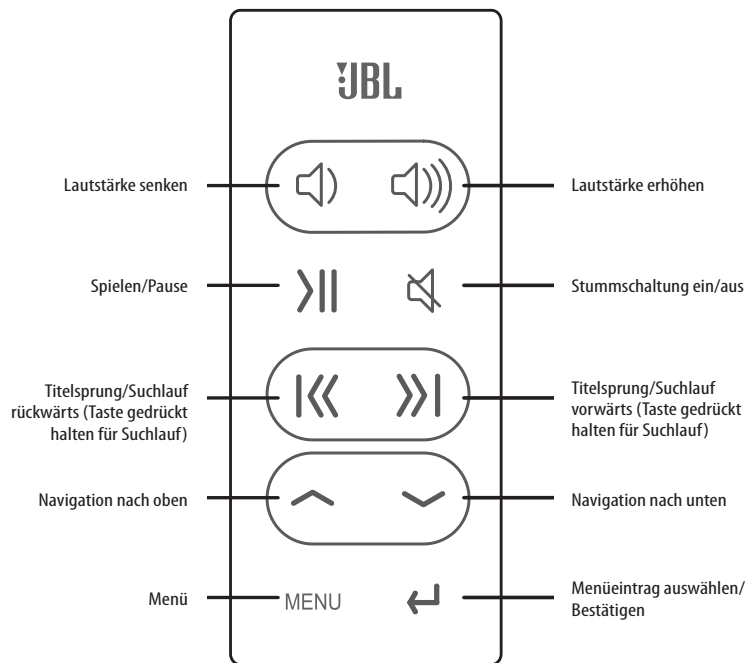 JBL
Lautstärke senken
Lautstärke erhöhen
Spielen/Pause
Stummschaltung ein/aus
Titelsprung/Suchlauf
rückwärts (Taste gedrückt
halten für Suchlauf)
Titelsprung/Suchlauf
vorwärts (Taste gedrückt
halten für Suchlauf)
Navigation nach oben
Navigation nach unten
Menü
MENU
Menüeintrag auswählen/
Bestätigen